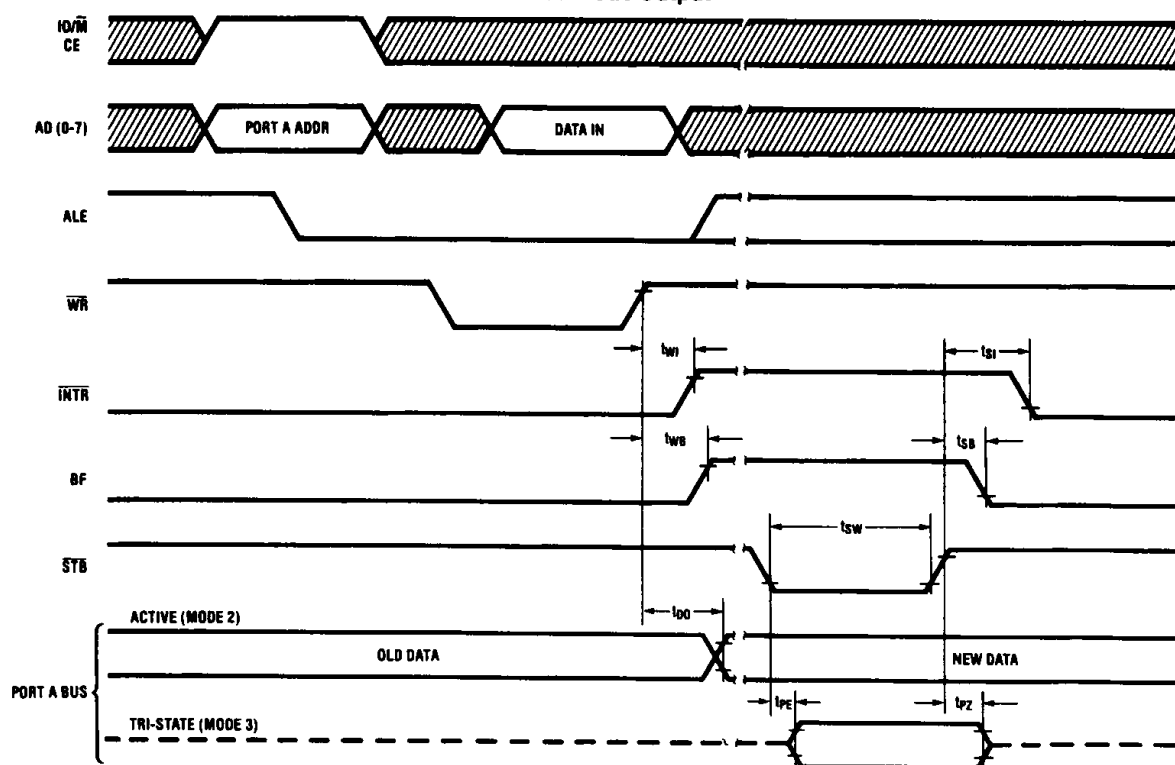 Output
IO/M̅
CE
AD (0-7)
PORT A ADDR
DATA IN
ALE
W̅R̅
tWI
tSI
I̅N̅T̅R̅
tWB
tSB
BF
tSW
S̅T̅B̅
tDO
ACTIVE (MODE 2)
OLD DATA
NEW DATA
PORT A BUS
tPE
tPZ
TRI-STATE (MODE 3)